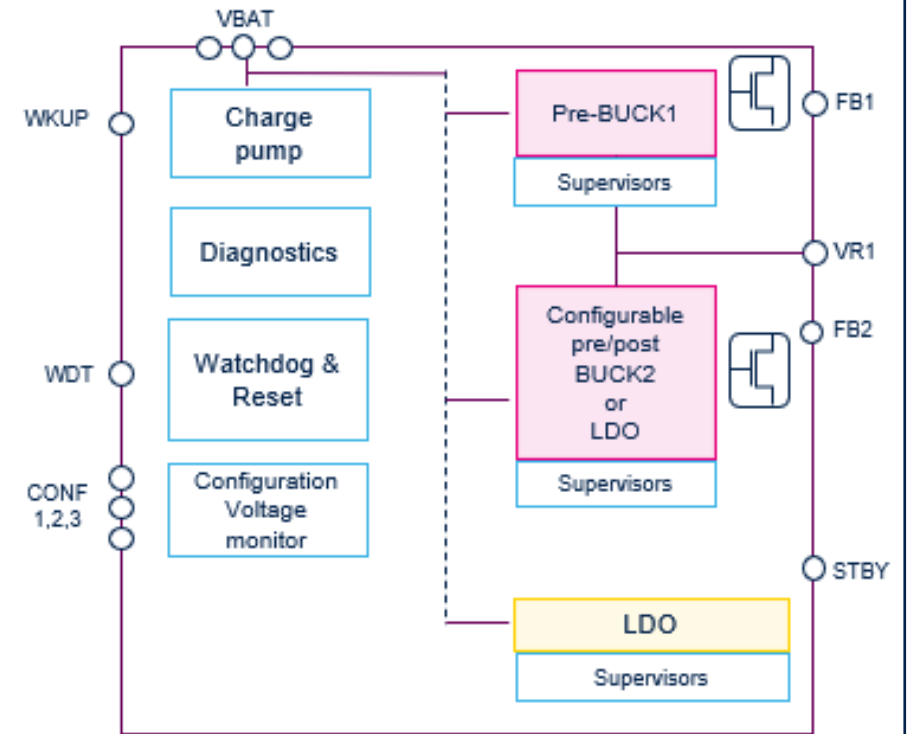 VBAT
WKUP
Charge
pump
Pre-BUCK1
FB1
Supervisors
Diagnostics
VR1
Configurable
pre/post
BUCK2
or
LDO
FB2
WDT
Watchdog &
Reset
Supervisors
CONF
1,2,3
Configuration
Voltage
monitor
STBY
LDO
Supervisors